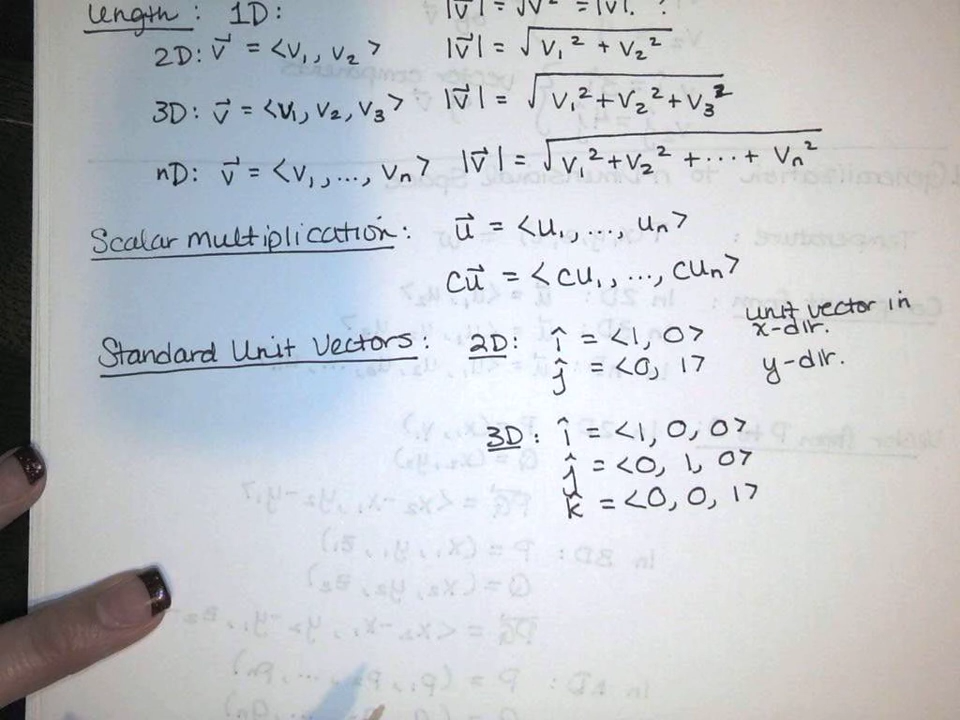 Length: 1D: |v⃗| = √v² = |v|.
2D: v⃗ = <v₁, v₂> |v⃗| = √v₁² + v₂²
3D: v⃗ = <v₁, v₂, v₃> |v⃗| = √v₁² + v₂² + v₃²
nD: v⃗ = <v₁, ..., vₙ> |v⃗| = √v₁² + v₂² + ... + vₙ²
Scalar multiplication: u⃗ = <u₁, ..., uₙ>
cu⃗ = <cu₁, ..., cuₙ>
Standard Unit Vectors: 2D: î = <1, 0> unit vector in x-dir.
ĵ = <0, 1> y-dir.
3D: î = <1, 0, 0>
ĵ = <0, 1, 0>
k̂ = <0, 0, 1>